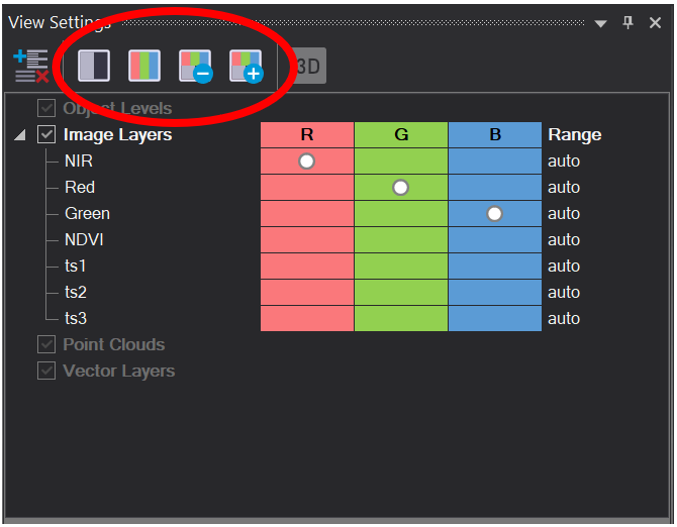 View Settings
3D
Object Levels
Image Layers R G B Range
NIR auto
Red auto
Green auto
NDVI auto
ts1 auto
ts2 auto
ts3 auto
Point Clouds
Vector Layers